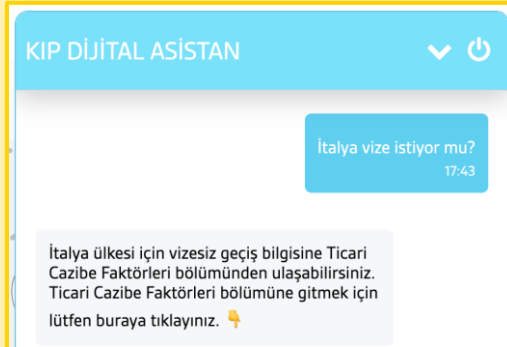 KIP DİJİTAL ASİSTAN
İtalya vize istiyor mu?
17:43
İtalya ülkesi için vizesiz geçiş bilgisine Ticari
Cazibe Faktörleri bölümünden ulaşabilirsiniz.
Ticari Cazibe Faktörleri bölümüne gitmek için
lütfen buraya tıklayınız. 👇